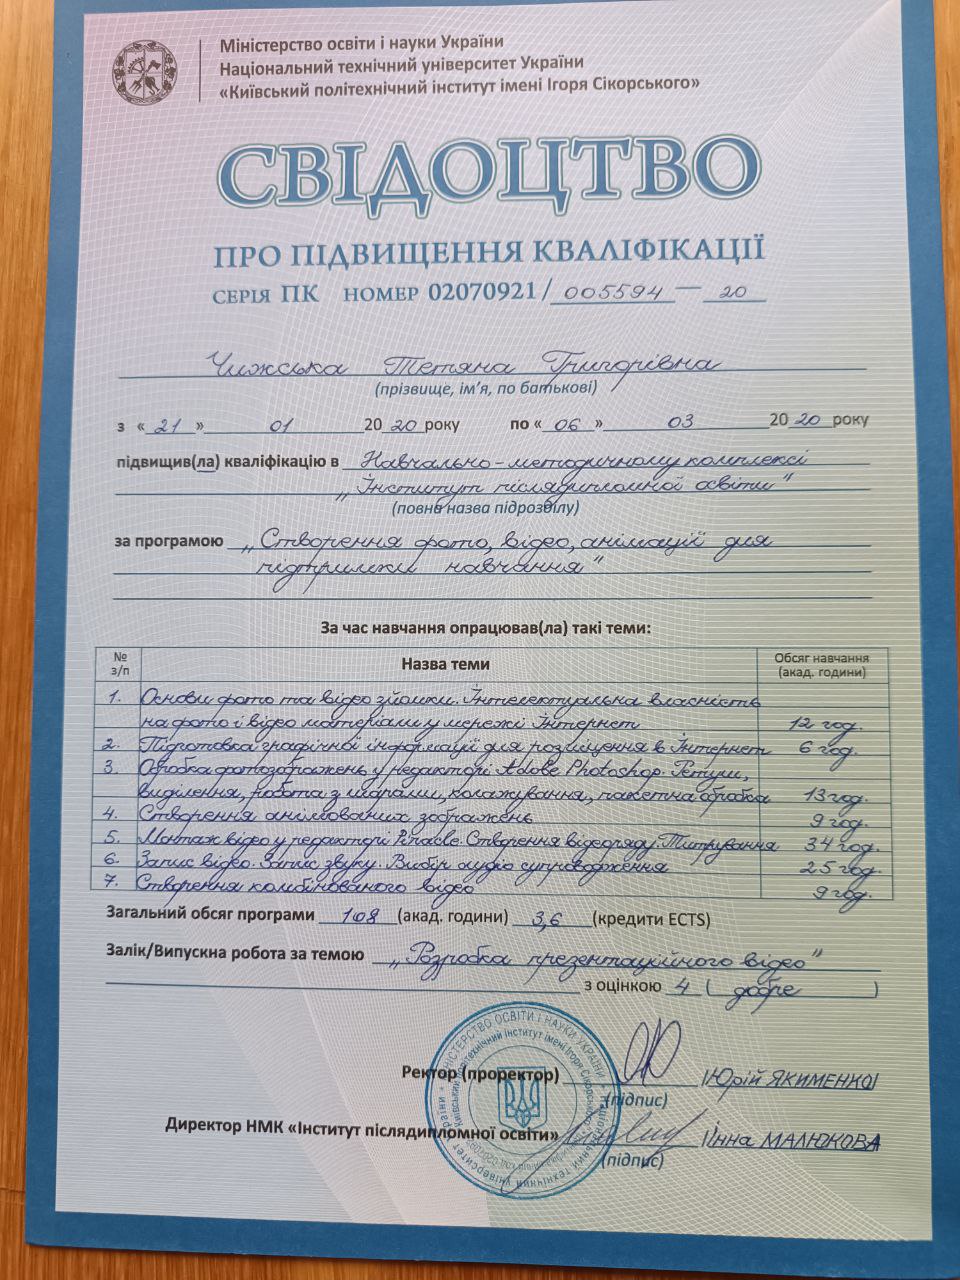 Міністерство освіти і науки України
Національний технічний університет України
«Київський політехнічний інститут імені Ігоря Сікорського»
СВІДОЦТВО
ПРО ПІДВИЩЕННЯ КВАЛІФІКАЦІЇ
СЕРІЯ ПК НОМЕР 02070921/ 005594 — 20
Чижська Тетяна Григорівна
(прізвище, ім'я, по батькові)
з «21» 01 2020 року по «06» 03 2020 року
підвищив(ла) кваліфікацію в Навчально-методичному комплексі
„Інститут післядипломної освіти"
(повна назва підрозділу)
за програмою „Створення фото, відео, анімації для
підтримки навчання"
За час навчання опрацював(ла) такі теми:
№ з/п Назва теми Обсяг навчання (акад. години)
1. Основи фото та відео зйомки. Інтелектуальна власність
на фото і відео матеріали у мережі Інтернет 12 год.
2. Підготовка графічної інформації для розміщення в Інтернет 6 год.
3. Обробка фотозображень у редакторі Adobe Photoshop. Ретуш,
виділення, робота з шарами, колажування, пакетна обробка 13 год.
4. Створення анімованих зображень 9 год.
5. Монтаж відео у редакторі Pinacle. Створення відеоряду. Титрування 34 год.
6. Запис відео. Запис звуку. Вибір аудіо супроводження 25 год.
7. Створення комбінованого відео 9 год.
Загальний обсяг програми 108 (акад. години) 3,6 (кредити ECTS)
Залік/Випускна робота за темою „Розробка презентаційного відео"
з оцінкою 4 (добре)
Ректор (проректор) Юрій ЯКИМЕНКО
(підпис)
Директор НМК «Інститут післядипломної освіти» Інна МАЛЮКОВА
(підпис)